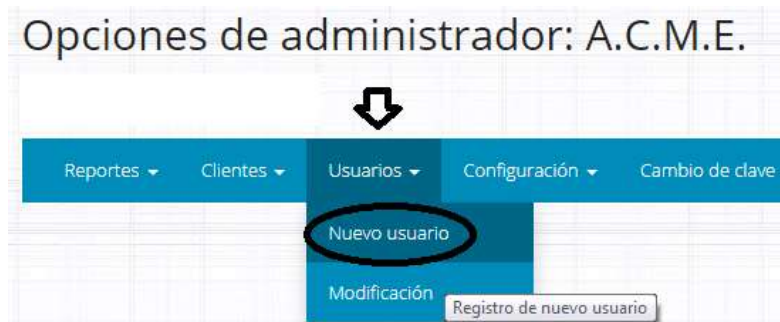 Opciones de administrador: A.C.M.E.
Reportes Clientes Usuarios Configuración Cambio de clave
Nuevo usuario
Modificación
Registro de nuevo usuario